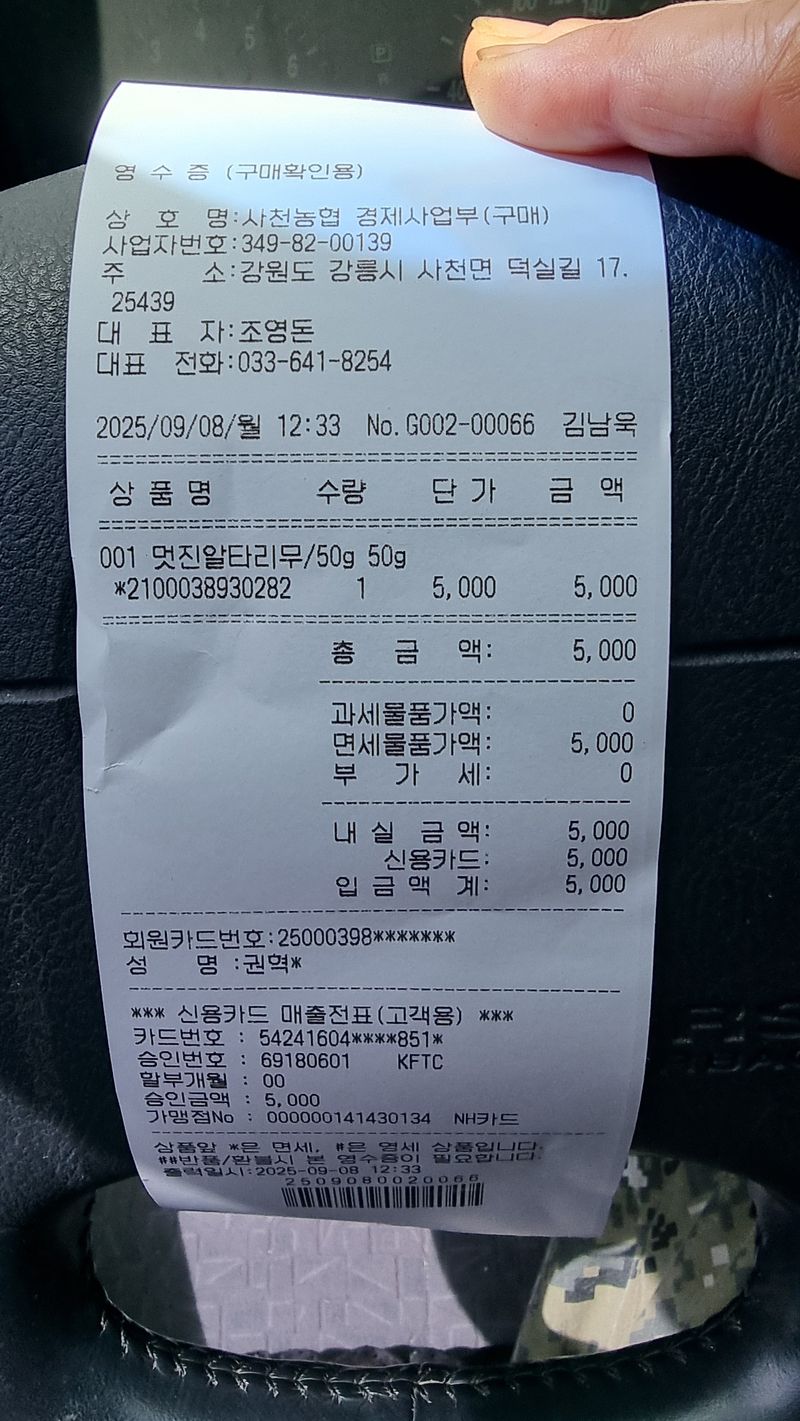 영 수 증 (구매확인용)
상 호 명:사천농협 경제사업부(구매)
사업자번호:349-82-00139
주 소:강원도 강릉시 사천면 덕실길 17.
25439
대 표 자:조영돈
대표 전화:033-641-8254
2025/09/08/월 12:33 No.G002-00066 김남욱
상 품 명 수량 단 가 금 액
001 멋진알타리무/50g 50g
*2100038930282 1 5,000 5,000
총 금 액: 5,000
과세물품가액: 0
면세물품가액: 5,000
부 가 세: 0
내 실 금 액: 5,000
신용카드: 5,000
입 금 액 계: 5,000
회원카드번호:25000398*******
성 명:권혁*
*** 신용카드 매출전표(고객용) ***
카드번호 : 54241604****851*
승인번호 : 69180601 KFTC
할부개월 : 00
승인금액 : 5,000
가맹점No : 000000141430134 NH카드
상품앞 *은 면세, #은 영세 상품입니다.
##반품/환불시 본 영수증이 필요합니다.
출력일시:2025-09-08 12:33
2509080020066